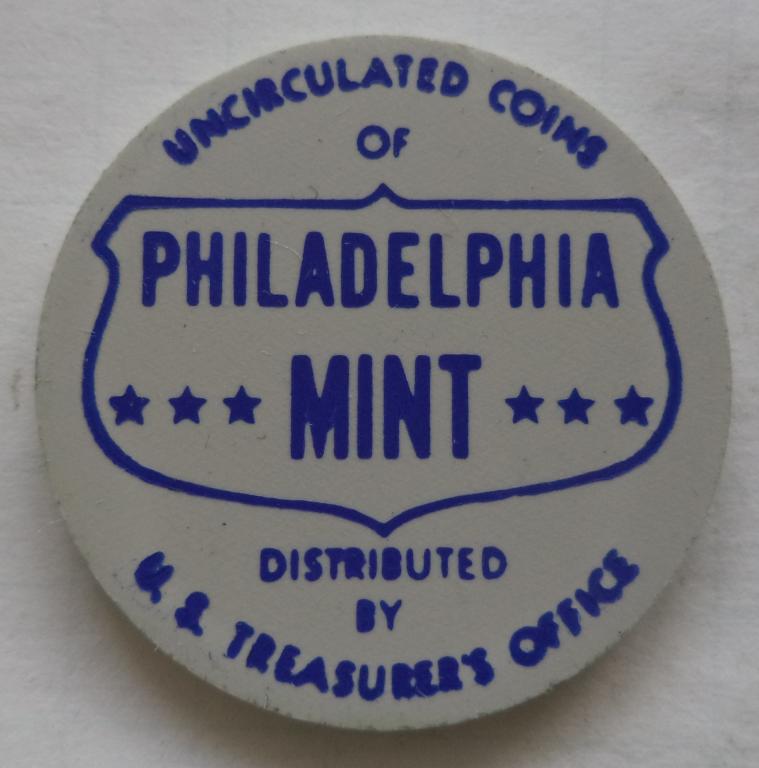 UNCIRCULATED COINS
OF
PHILADELPHIA
MINT
DISTRIBUTED
BY
U. S. TREASURER'S OFFICE